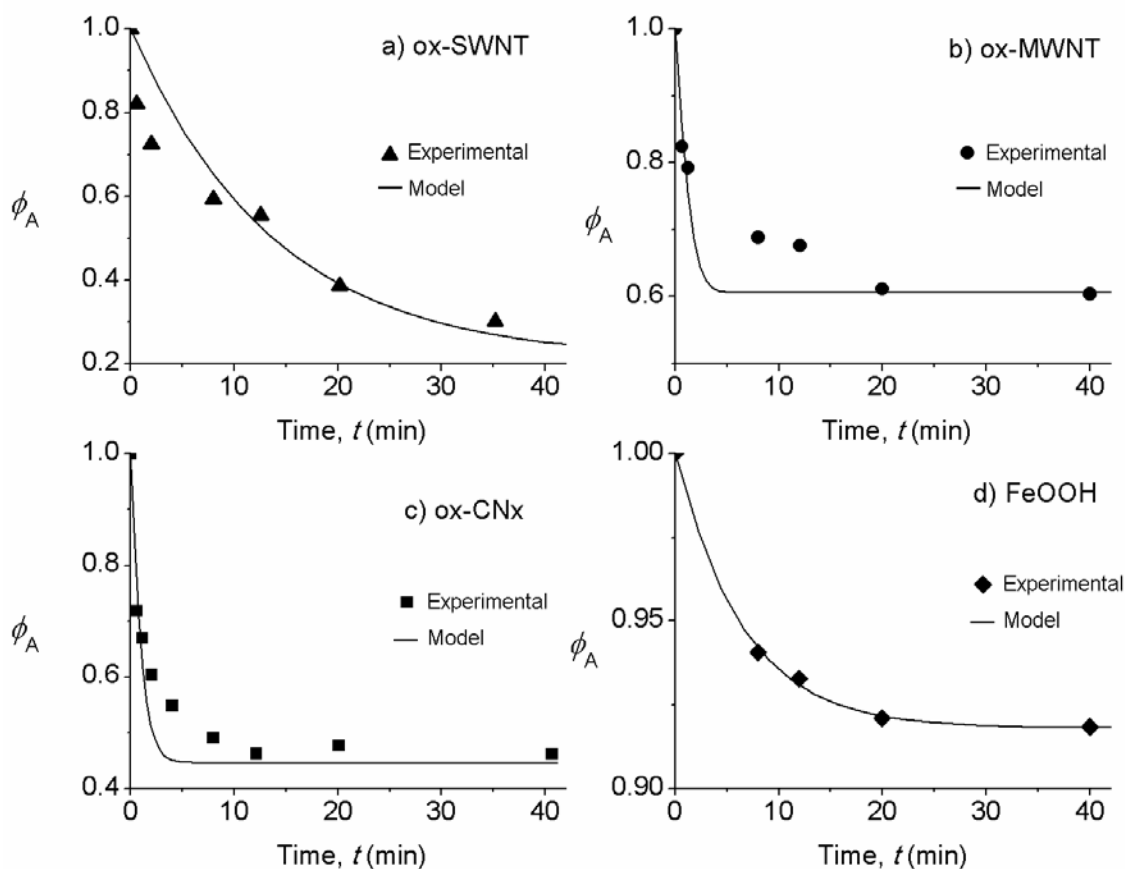 a) ox-SWNT
1.0
0.8
0.6
0.4
0.2
ϕA
▲ Experimental
— Model
0 10 20 30 40
Time, t (min)
b) ox-MWNT
1.0
0.8
0.6
ϕA
● Experimental
— Model
0 10 20 30 40
Time, t (min)
c) ox-CNx
1.0
0.8
0.6
0.4
ϕA
■ Experimental
— Model
0 10 20 30 40
Time, t (min)
d) FeOOH
1.00
0.95
0.90
ϕA
◆ Experimental
— Model
0 10 20 30 40
Time, t (min)